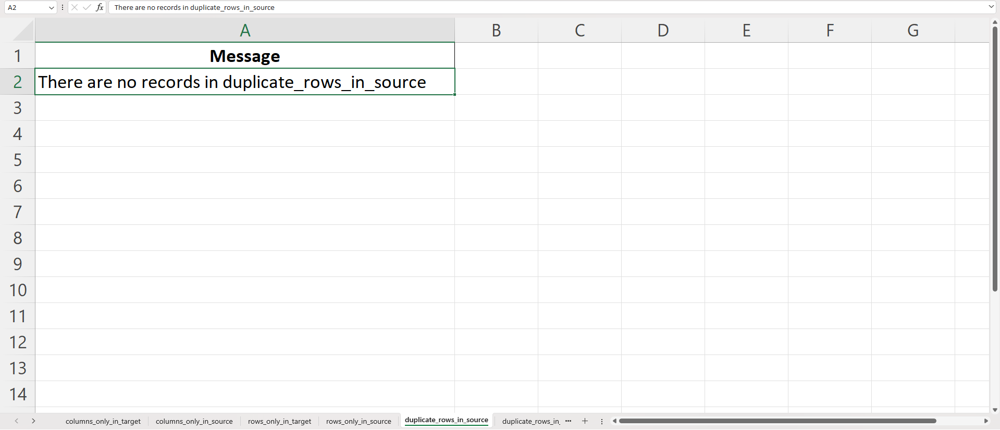 A2
fx
There are no records in duplicate_rows_in_source
A B C D E F G
1 Message
2 There are no records in duplicate_rows_in_source
3
4
5
6
7
8
9
10
11
12
13
14
columns_only_in_target columns_only_in_source rows_only_in_target rows_only_in_source duplicate_rows_in_source duplicate_rows_in_ ...